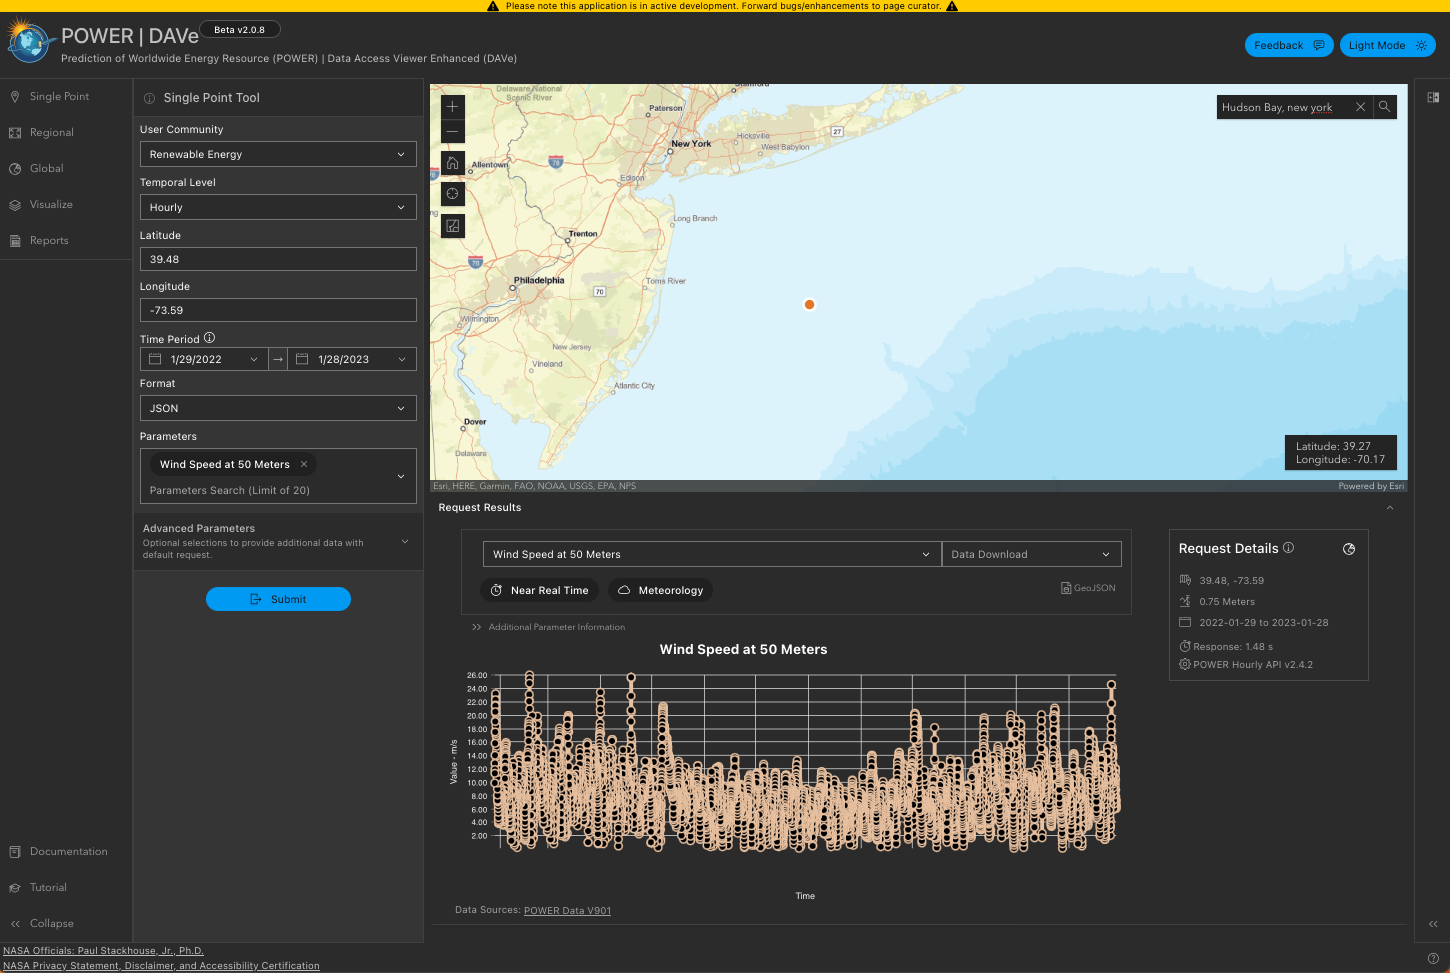 Please note this application is in active development. Forward bugs/enhancements to page curator.
POWER | DAVe
Beta v2.0.8
Prediction of Worldwide Energy Resource (POWER) | Data Access Viewer Enhanced (DAVe)
Feedback
Light Mode
Single Point
Regional
Global
Visualize
Reports
Documentation
Tutorial
Collapse
Single Point Tool
User Community
Renewable Energy
Temporal Level
Hourly
Latitude
39.48
Longitude
-73.59
Time Period
1/29/2022
1/28/2023
Format
JSON
Parameters
Wind Speed at 50 Meters
Parameters Search (Limit of 20)
Advanced Parameters
Optional selections to provide additional data with
default request.
Submit
Hudson Bay, new york
Delaware National
Scenic River
Paterson
New York
Hicksville
West Babylon
27
Allentown
78
Edison
Long Branch
Trenton
78
Philadelphia
70
Toms River
Wilmington
New Jersey
Vineland
Atlantic City
Dover
Delaware
Latitude: 39.27
Longitude: -70.17
Esri, HERE, Garmin, FAO, NOAA, USGS, EPA, NPS
Powered by Esri
Request Results
Wind Speed at 50 Meters
Data Download
Near Real Time
Meteorology
GeoJSON
Additional Parameter Information
Wind Speed at 50 Meters
26.00
24.00
22.00
20.00
18.00
16.00
14.00
12.00
10.00
8.00
6.00
4.00
2.00
Value - m/s
Time
Data Sources: POWER Data V901
Request Details
39.48, -73.59
0.75 Meters
2022-01-29 to 2023-01-28
Response: 1.48 s
POWER Hourly API v2.4.2
NASA Officials: Paul Stackhouse, Jr., Ph.D.
NASA Privacy Statement, Disclaimer, and Accessibility Certification